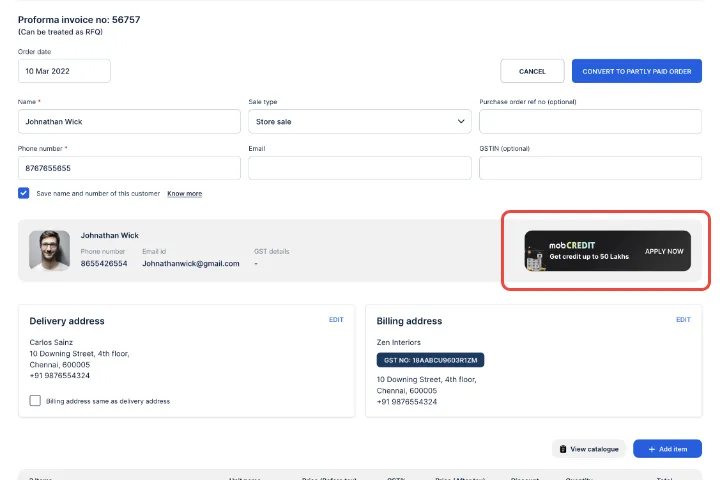 Proforma invoice no: 56757
(Can be treated as RFQ)
Order date
10 Mar 2022
CANCEL
CONVERT TO PARTLY PAID ORDER
Name *
Sale type
Purchase order ref no (optional)
Johnathan Wick
Store sale
Phone number *
Email
GSTIN (optional)
8767655655
Save name and number of this customer Know more
Johnathan Wick
Phone number
Email id
GST details
8655426554
Johnathanwick@gmail.com
-
mobCREDIT
Get credit up to 50 Lakhs
APPLY NOW
Delivery address
EDIT
Carlos Sainz
10 Downing Street, 4th floor,
Chennai, 600005
+91 9876554324
Billing address same as delivery address
Billing address
EDIT
Zen Interiors
GST NO: 18AABCU9603R1ZM
10 Downing Street, 4th floor,
Chennai, 600005
+91 9876554324
View catalogue
+ Add item